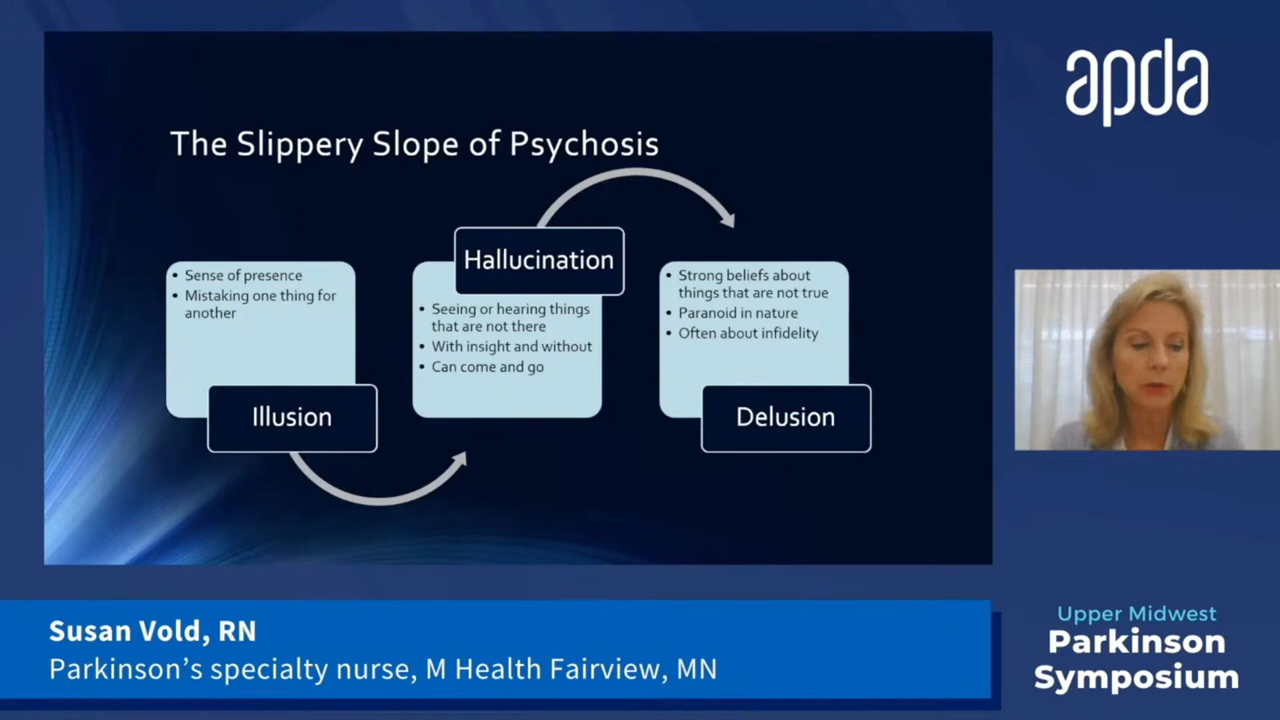 apda
The Slippery Slope of Psychosis
• Sense of presence
• Mistaking one thing for
another
Illusion
Hallucination
• Seeing or hearing things
that are not there
• With insight and without
• Can come and go
• Strong beliefs about
things that are not true
• Paranoid in nature
• Often about infidelity
Delusion
Susan Vold, RN
Parkinson’s specialty nurse, M Health Fairview, MN
Upper Midwest
Parkinson
Symposium